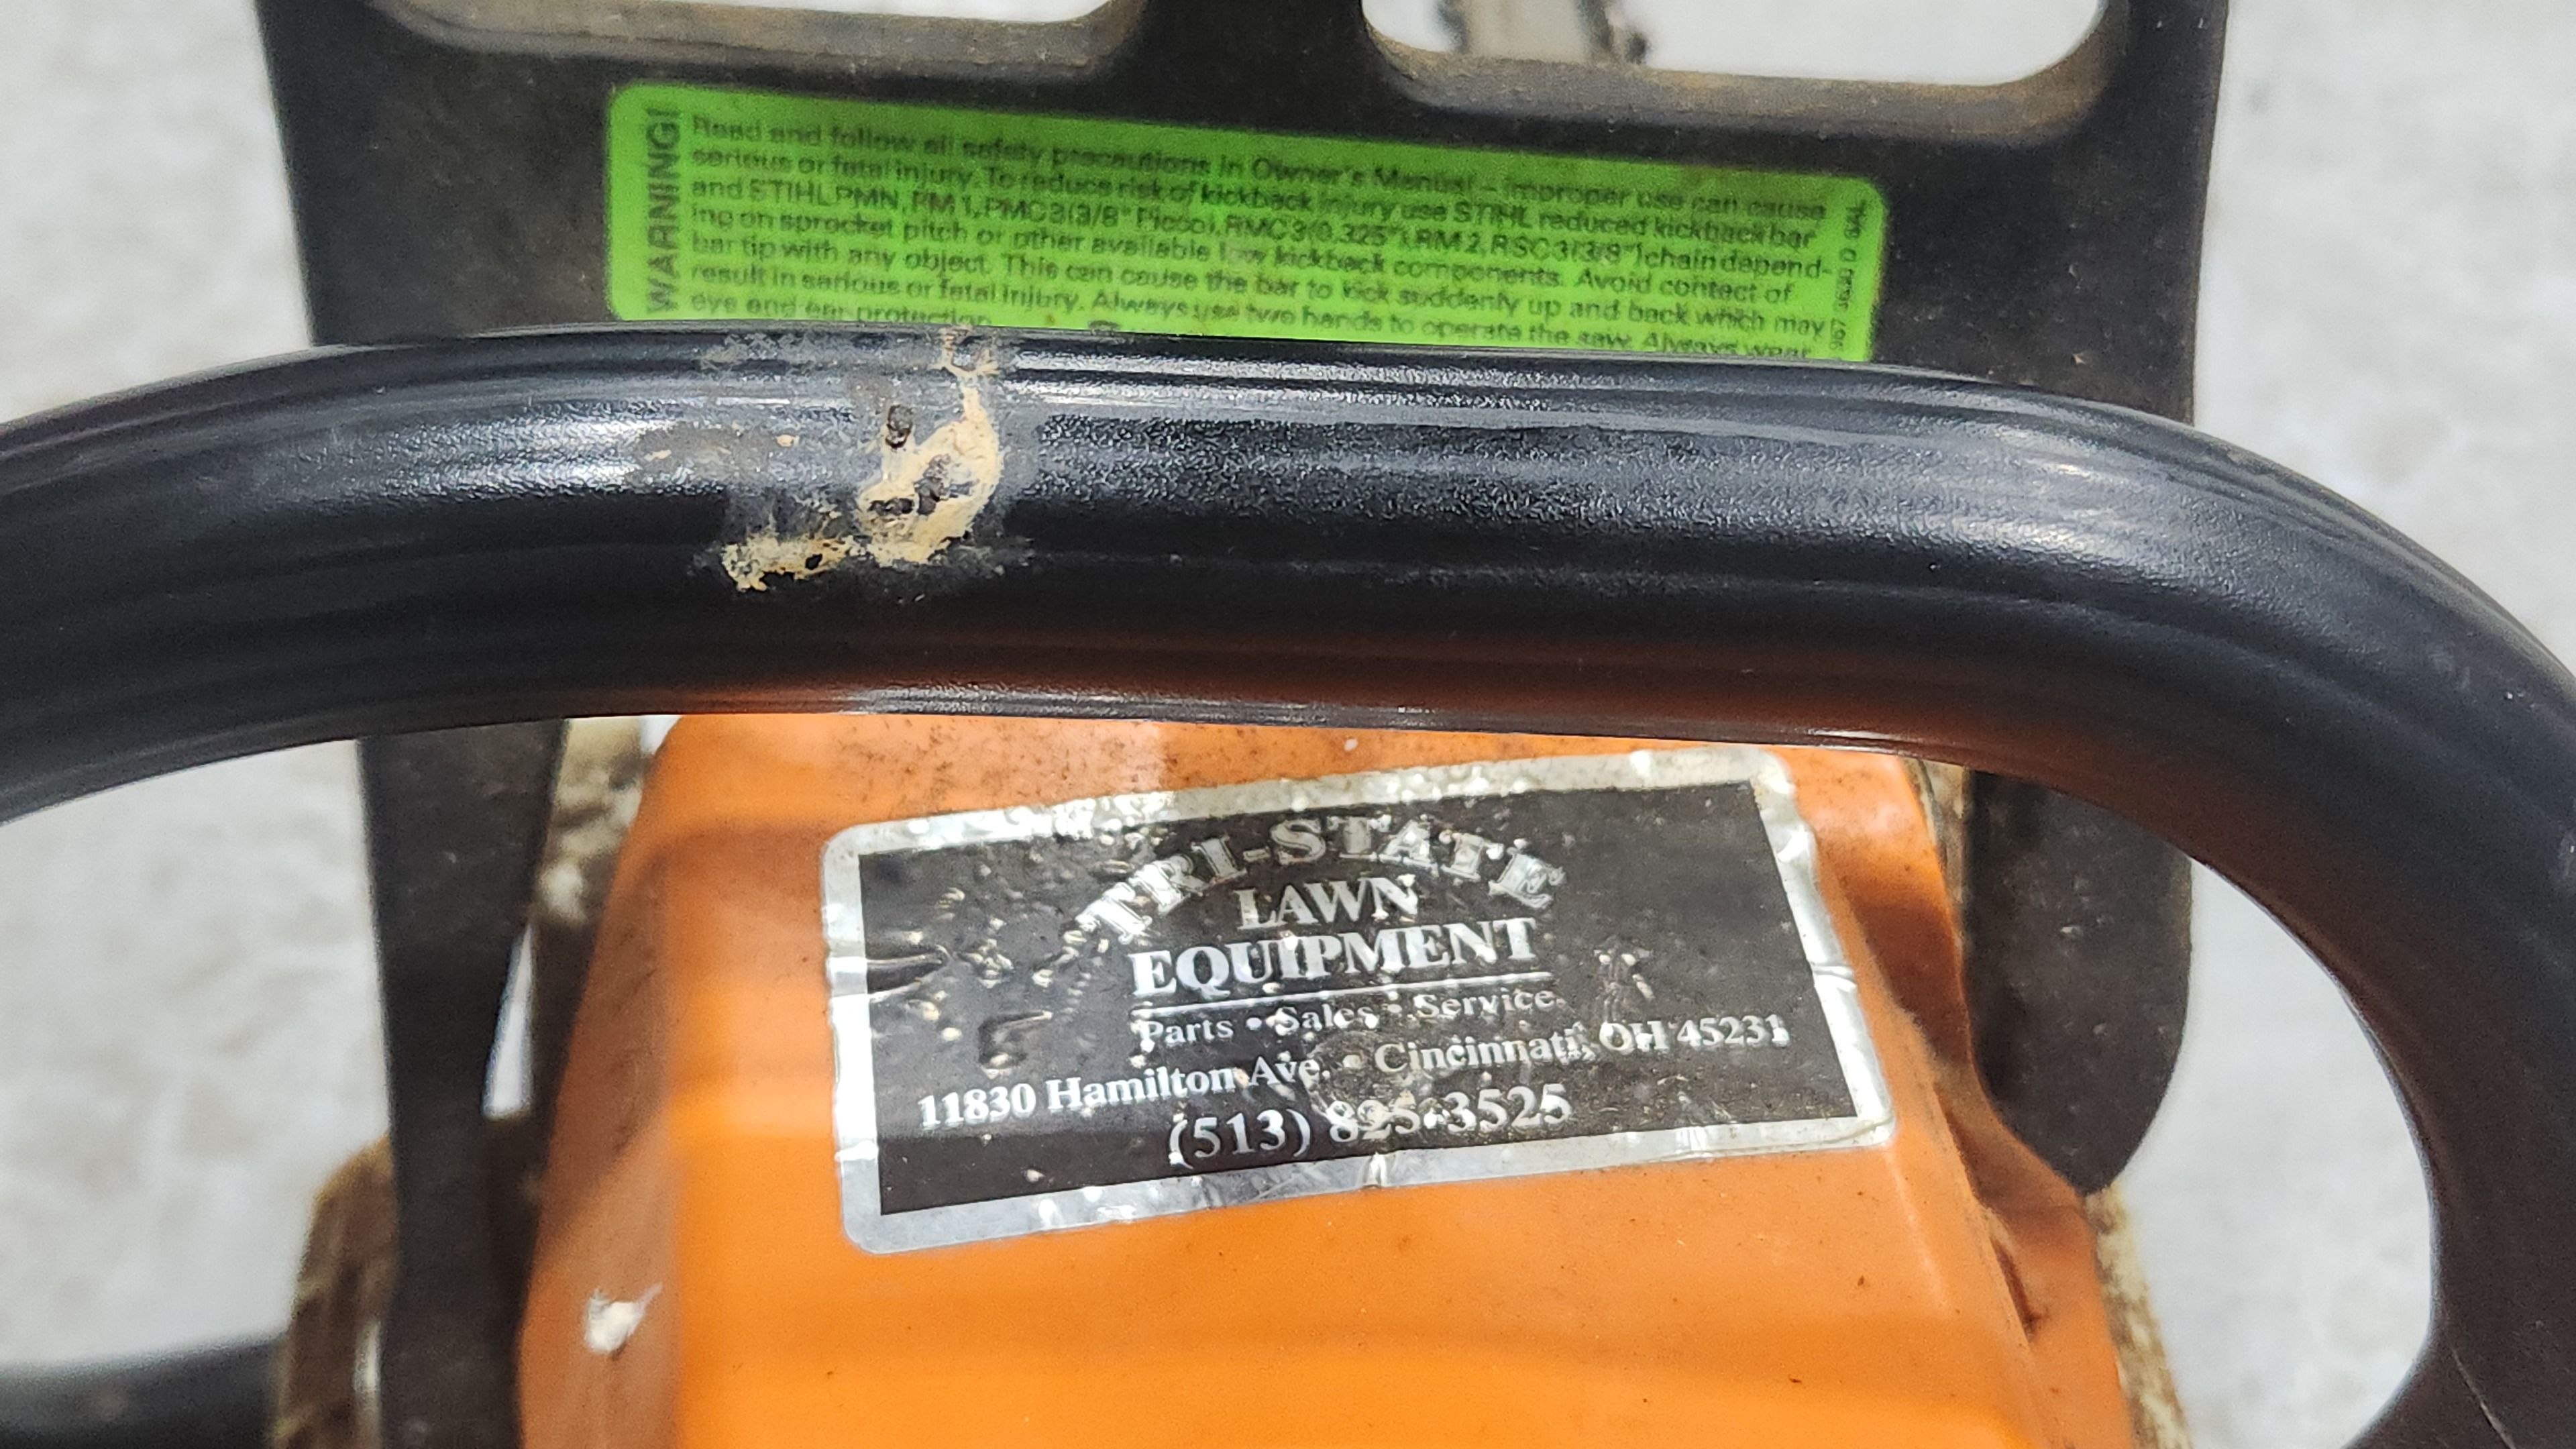 WARNING!
Read and follow all safety precautions in Owner's Manual – improper use can cause
serious or fatal injury. To reduce risk of kickback injury use STIHL reduced kickback bar
and STIHL PMN, RM 1, PMC3 (3/8" Picco), RMC3 (0.325"), RM 2, RSC3 (3/8") chain depend-
ing on sprocket pitch or other available low kickback components. Avoid contact of
bar tip with any object. This can cause the bar to kick suddenly up and back which may
result in serious or fatal injury. Always use two hands to operate the saw. Always wear
eye and ear protection.
TRI-STATE
LAWN
EQUIPMENT
Parts • Sales • Service
11830 Hamilton Ave. • Cincinnati, OH 45231
(513) 825-3525